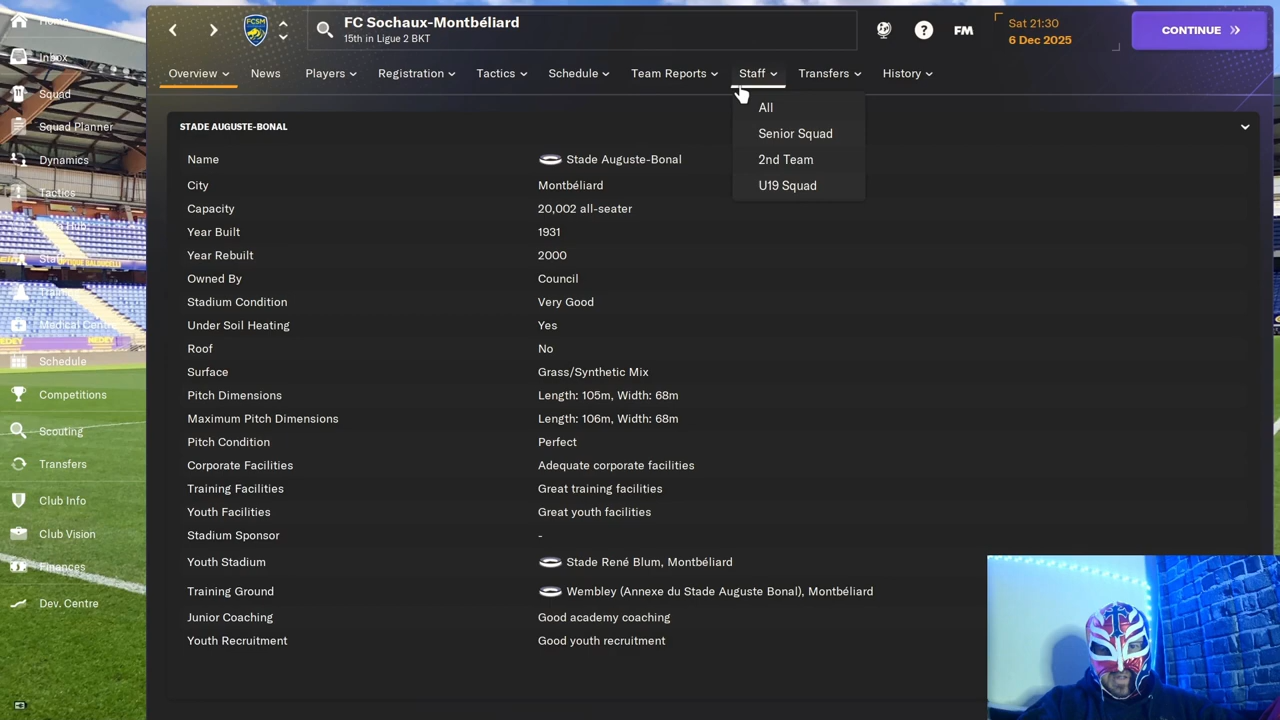 FC Sochaux-Montbéliard
15th in Ligue 2 BKT
FCSM
FM
Sat 21:30
6 Dec 2025
CONTINUE
Overview
News
Players
Registration
Tactics
Schedule
Team Reports
Staff
Transfers
History
All
Senior Squad
2nd Team
U19 Squad
Home
Inbox
Squad
Squad Planner
Dynamics
Tactics
Medical Centre
Schedule
Competitions
Scouting
Transfers
Club Info
Club Vision
Finances
Dev. Centre
STADE AUGUSTE-BONAL
Name Stade Auguste-Bonal
City Montbéliard
Capacity 20,002 all-seater
Year Built 1931
Year Rebuilt 2000
Owned By Council
Stadium Condition Very Good
Under Soil Heating Yes
Roof No
Surface Grass/Synthetic Mix
Pitch Dimensions Length: 105m, Width: 68m
Maximum Pitch Dimensions Length: 106m, Width: 68m
Pitch Condition Perfect
Corporate Facilities Adequate corporate facilities
Training Facilities Great training facilities
Youth Facilities Great youth facilities
Stadium Sponsor -
Youth Stadium Stade René Blum, Montbéliard
Training Ground Wembley (Annexe du Stade Auguste Bonal), Montbéliard
Junior Coaching Good academy coaching
Youth Recruitment Good youth recruitment